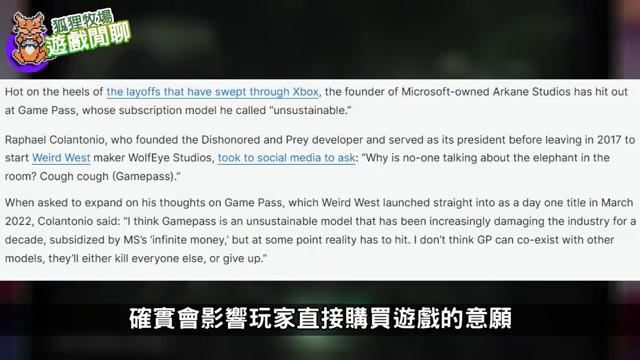 狐狸牧場
遊戲閒聊
Hot on the heels of the layoffs that have swept through Xbox, the founder of Microsoft-owned Arkane Studios has hit out
at Game Pass, whose subscription model he called “unsustainable.”
Raphael Colantonio, who founded the Dishonored and Prey developer and served as its president before leaving in 2017 to
start Weird West maker WolfEye Studios, took to social media to ask: “Why is no-one talking about the elephant in the
room? Cough cough (Gamepass).”
When asked to expand on his thoughts on Game Pass, which Weird West launched straight into as a day one title in March
2022, Colantonio said: “I think Gamepass is an unsustainable model that has been increasingly damaging the industry for a
decade, subsidized by MS’s ‘infinite money,’ but at some point reality has to hit. I don’t think GP can co-exist with other
models, they’ll either kill everyone else, or give up.”
確實會影響玩家直接購買遊戲的意願